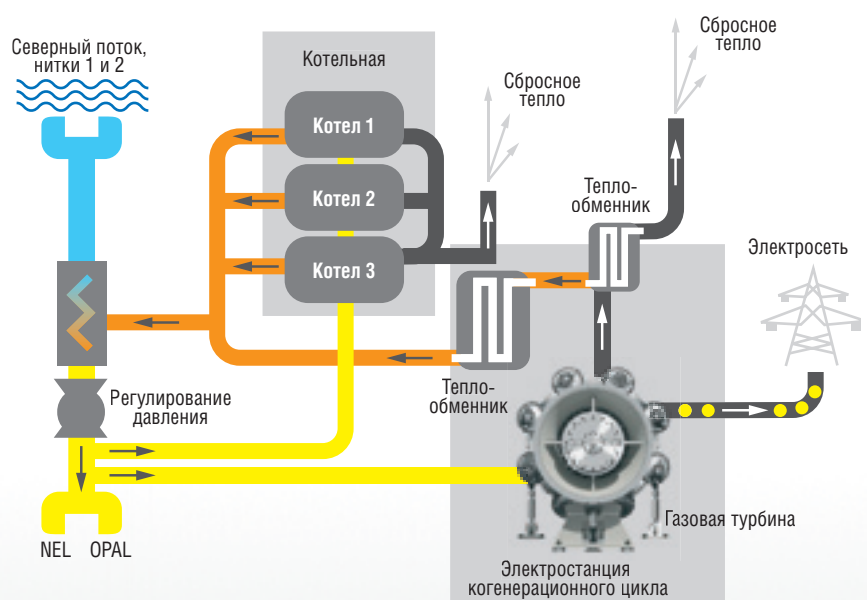 Северный поток,
нитки 1 и 2
Котельная
Сбросное
тепло
Сбросное
тепло
Котел 1
Котел 2
Котел 3
Тепло-
обменник
Электросеть
Тепло-
обменник
Регулирование
давления
Газовая турбина
NEL OPAL
Электростанция
когенерационного цикла